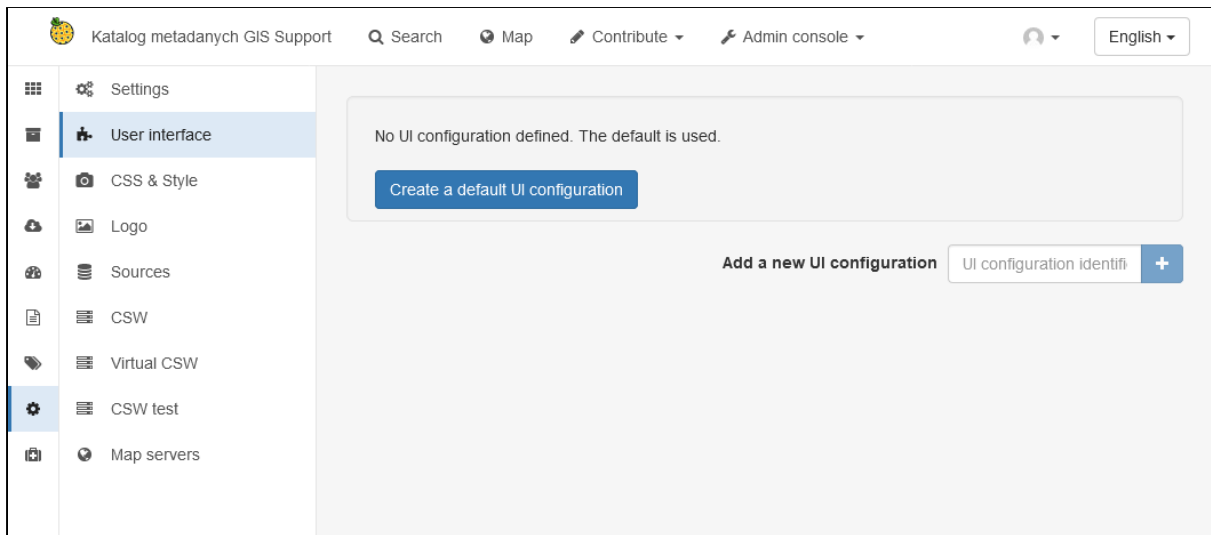 Katalog metadanych GIS Support Search Map Contribute Admin console English
Settings
User interface
CSS & Style
Logo
Sources
CSW
Virtual CSW
CSW test
Map servers
No UI configuration defined. The default is used.
Create a default UI configuration
Add a new UI configuration UI configuration identifi